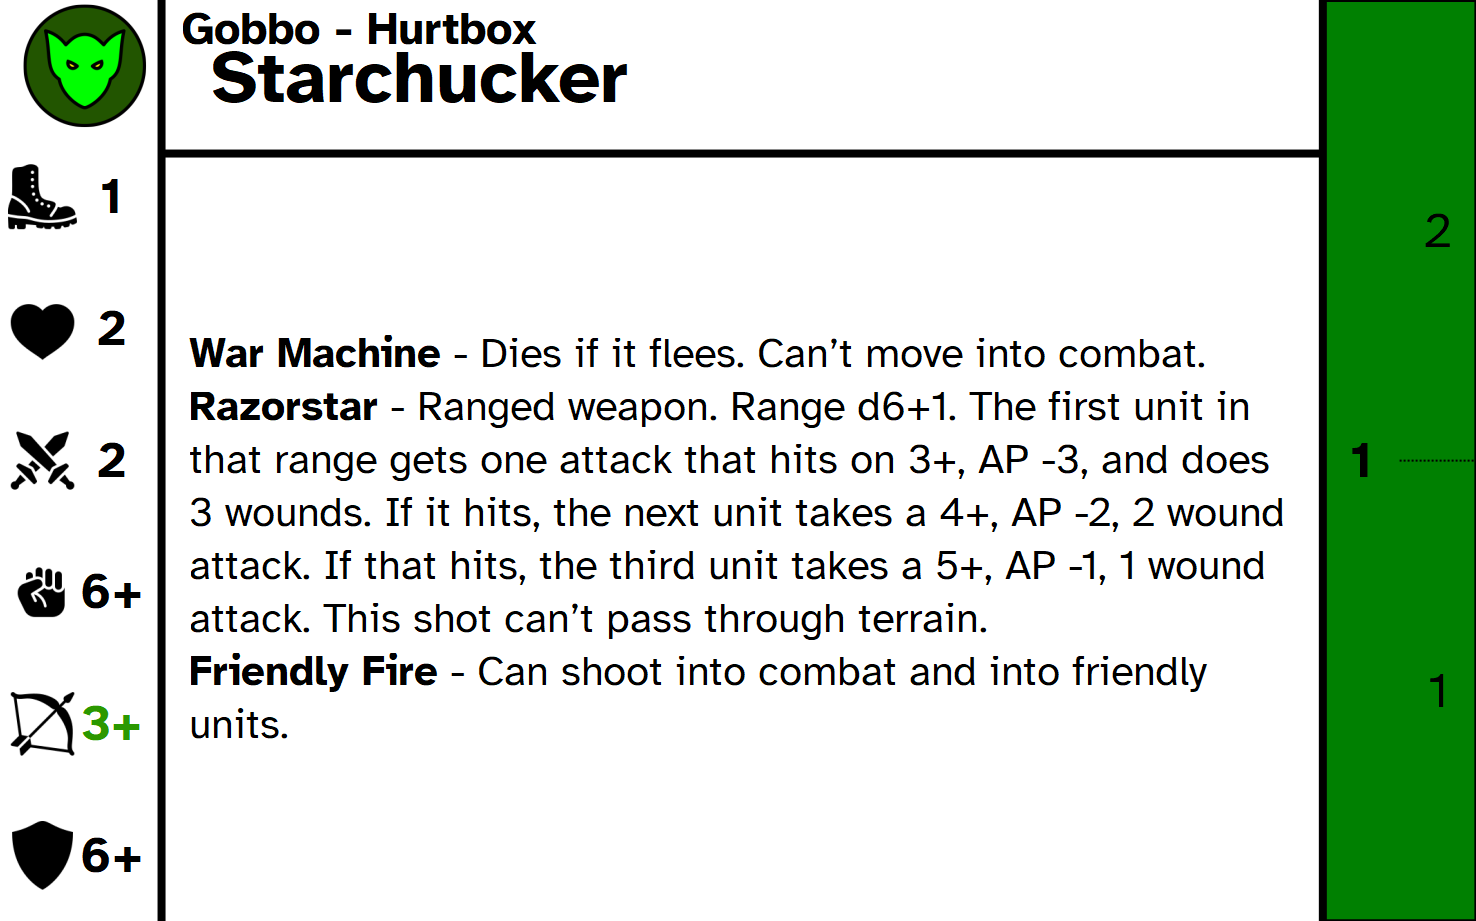 Gobbo - Hurtbox
Starchucker
1
2
2
6+
3+
6+
War Machine - Dies if it flees. Can’t move into combat.
Razorstar - Ranged weapon. Range d6+1. The first unit in
that range gets one attack that hits on 3+, AP -3, and does
3 wounds. If it hits, the next unit takes a 4+, AP -2, 2 wound
attack. If that hits, the third unit takes a 5+, AP -1, 1 wound
attack. This shot can’t pass through terrain.
Friendly Fire - Can shoot into combat and into friendly
units.
2
1
1